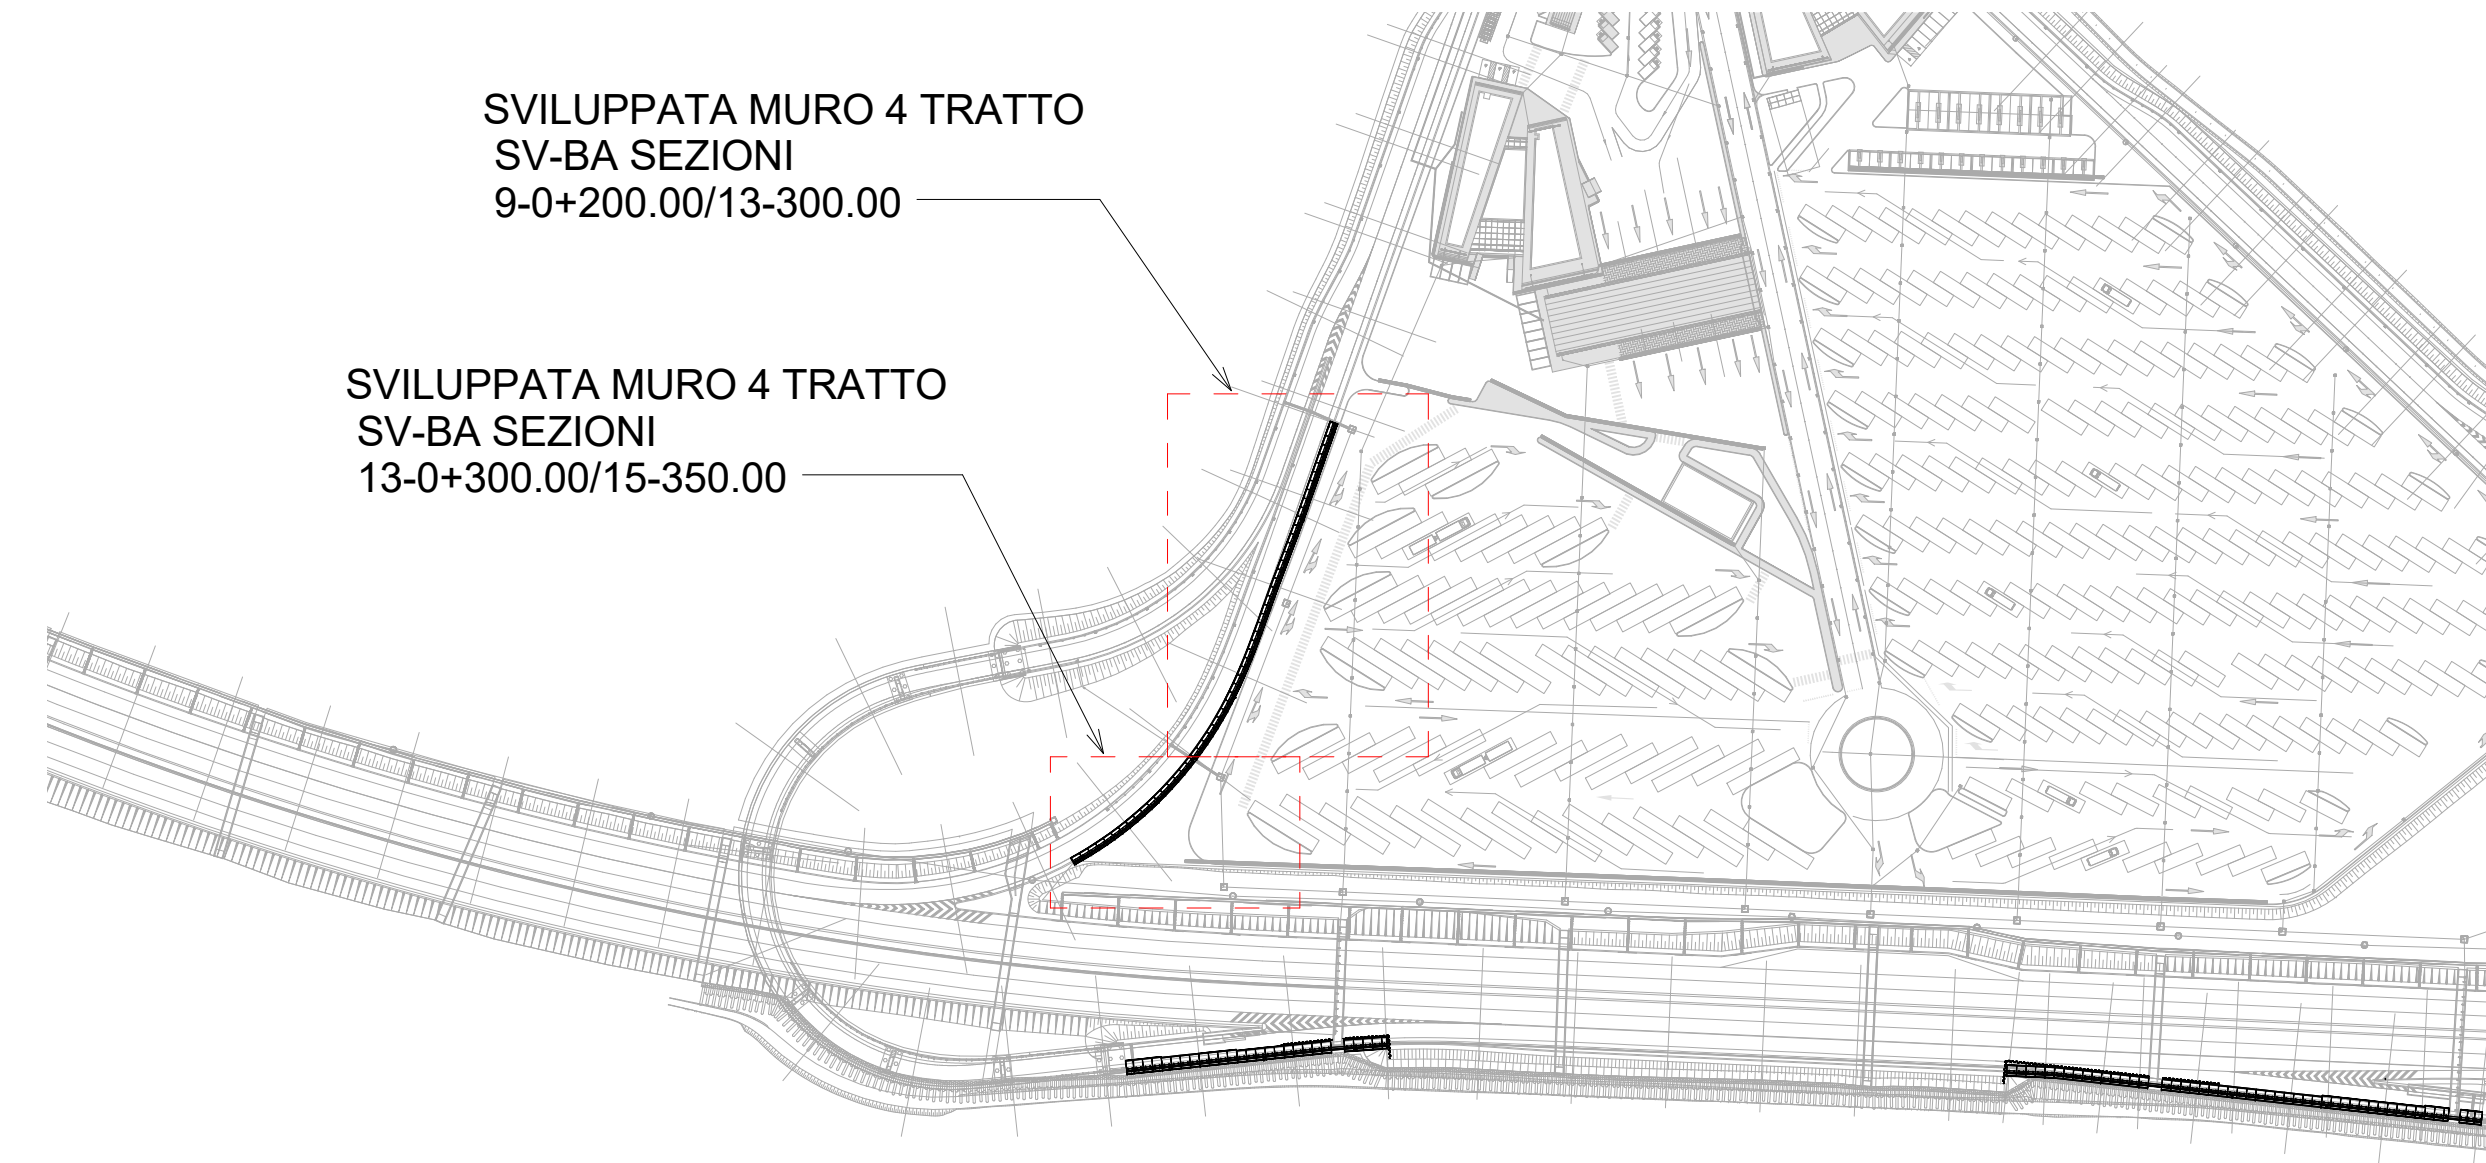 SVILUPPATA MURO 4 TRATTO
SV-BA SEZIONI
9-0+200.00/13-300.00
SVILUPPATA MURO 4 TRATTO
SV-BA SEZIONI
13-0+300.00/15-350.00